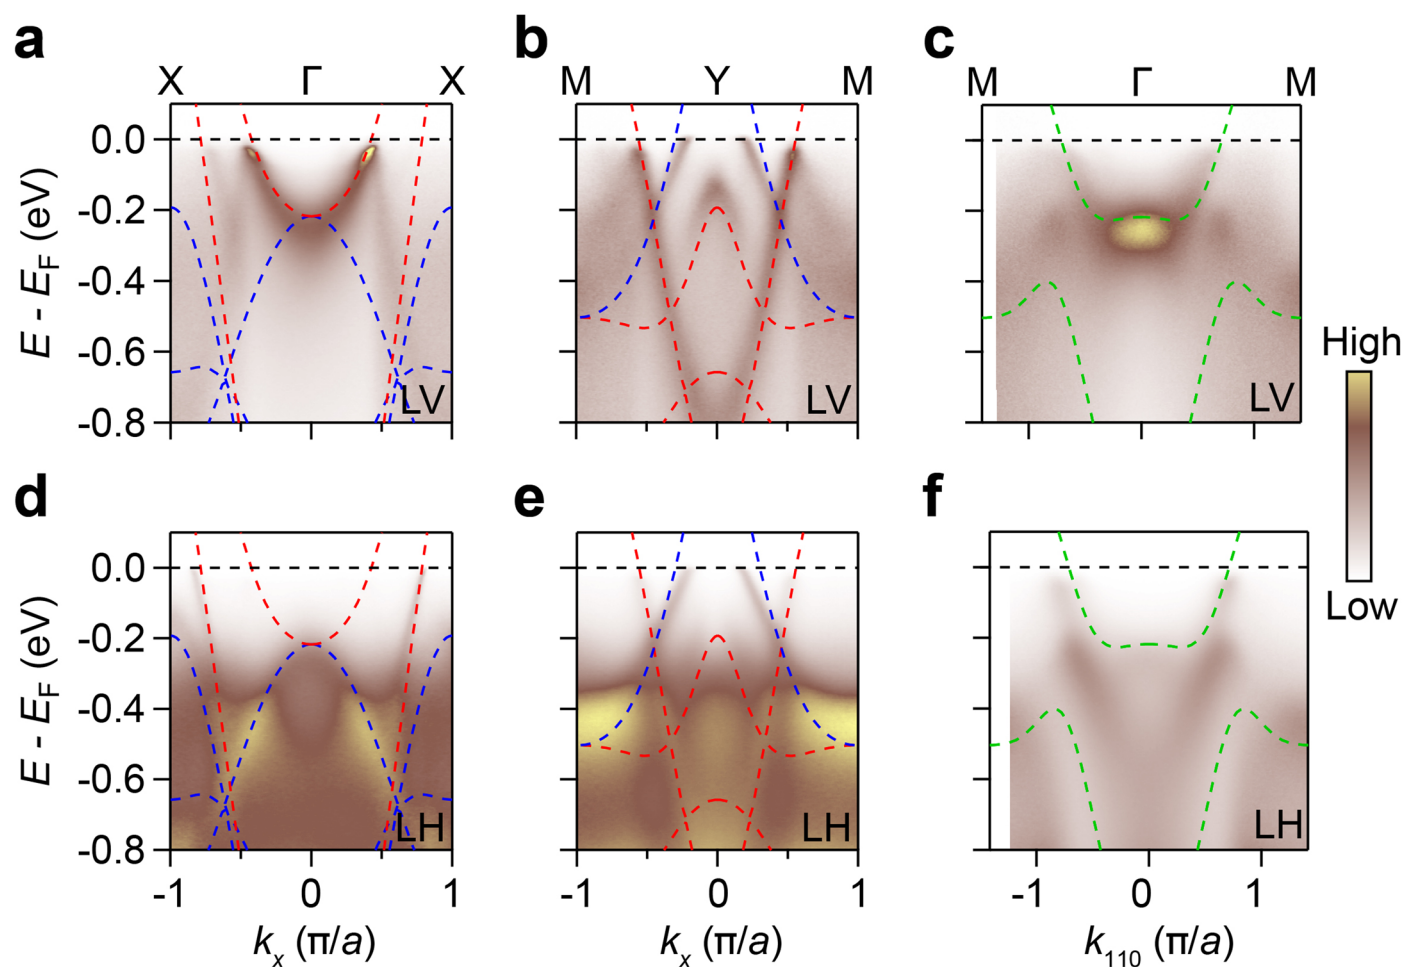 a
b
c
X Γ X
M Y M
M Γ M
0.0
-0.2
-0.4
-0.6
-0.8
E - EF (eV)
LV
LV
LV
High
Low
d
e
f
0.0
-0.2
-0.4
-0.6
-0.8
E - EF (eV)
LH
LH
LH
-1 0 1
-1 0 1
-1 0 1
kx (π/a)
kx (π/a)
k110 (π/a)